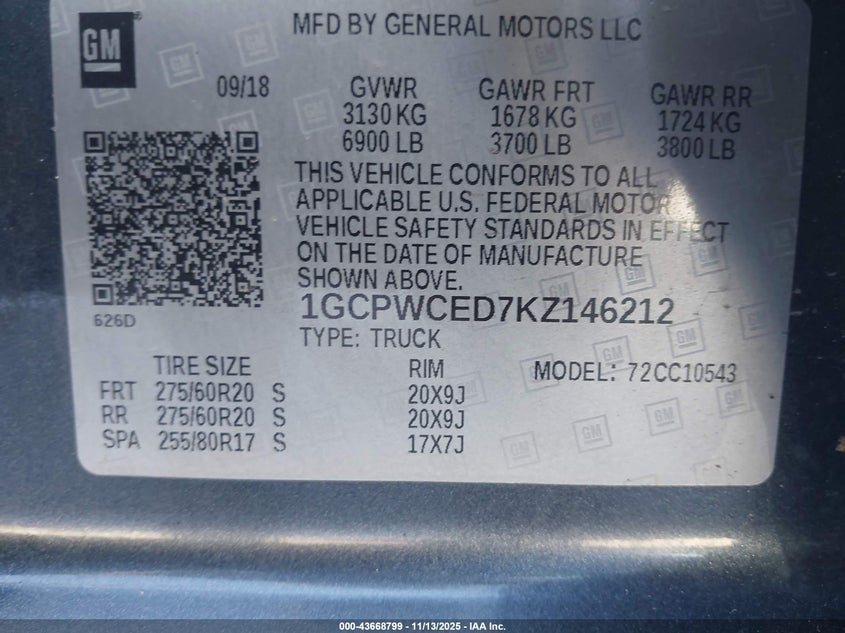 GM
MFD BY GENERAL MOTORS LLC
09/18
GVWR GAWR FRT GAWR RR
3130 KG 1678 KG 1724 KG
6900 LB 3700 LB 3800 LB
THIS VEHICLE CONFORMS TO ALL
APPLICABLE U.S. FEDERAL MOTOR
VEHICLE SAFETY STANDARDS IN EFFECT
ON THE DATE OF MANUFACTURE
SHOWN ABOVE.
626D
1GCPWCED7KZ146212
TYPE: TRUCK
TIRE SIZE RIM MODEL: 72CC10543
FRT 275/60R20 S 20X9J
RR 275/60R20 S 20X9J
SPA 255/80R17 S 17X7J
000-43668799 - 11/13/2025 - IAA Inc.